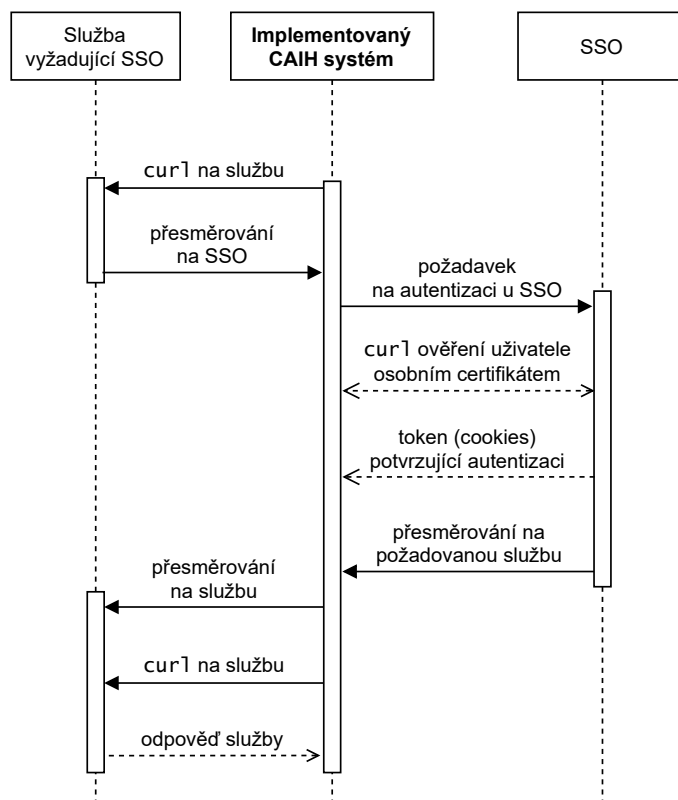 Služba
vyžadující SSO
Implementovaný
CAIH systém
SSO
curl na službu
přesměrování
na SSO
požadavek
na autentizaci u SSO
curl ověření uživatele
osobním certifikátem
token (cookies)
potvrzující autentizaci
přesměrování na
požadovanou službu
přesměrování
na službu
curl na službu
odpověď služby